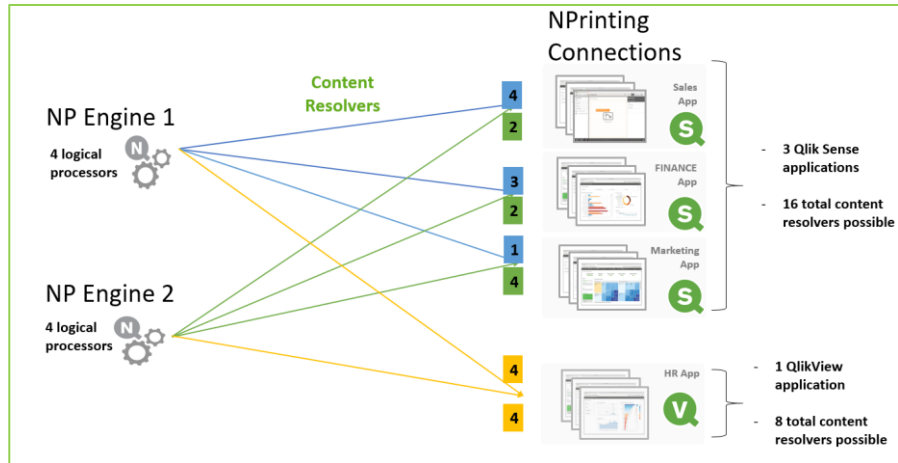 NPrinting
Connections
Content
Resolvers
NP Engine 1
4 logical
processors
N
4
2
Sales
App
S
3
2
FINANCE
App
S
1
4
Marketing
App
S
- 3 Qlik Sense
applications
- 16 total content
resolvers possible
NP Engine 2
4 logical
processors
N
4
4
HR App
V
- 1 QlikView
application
- 8 total content
resolvers possible